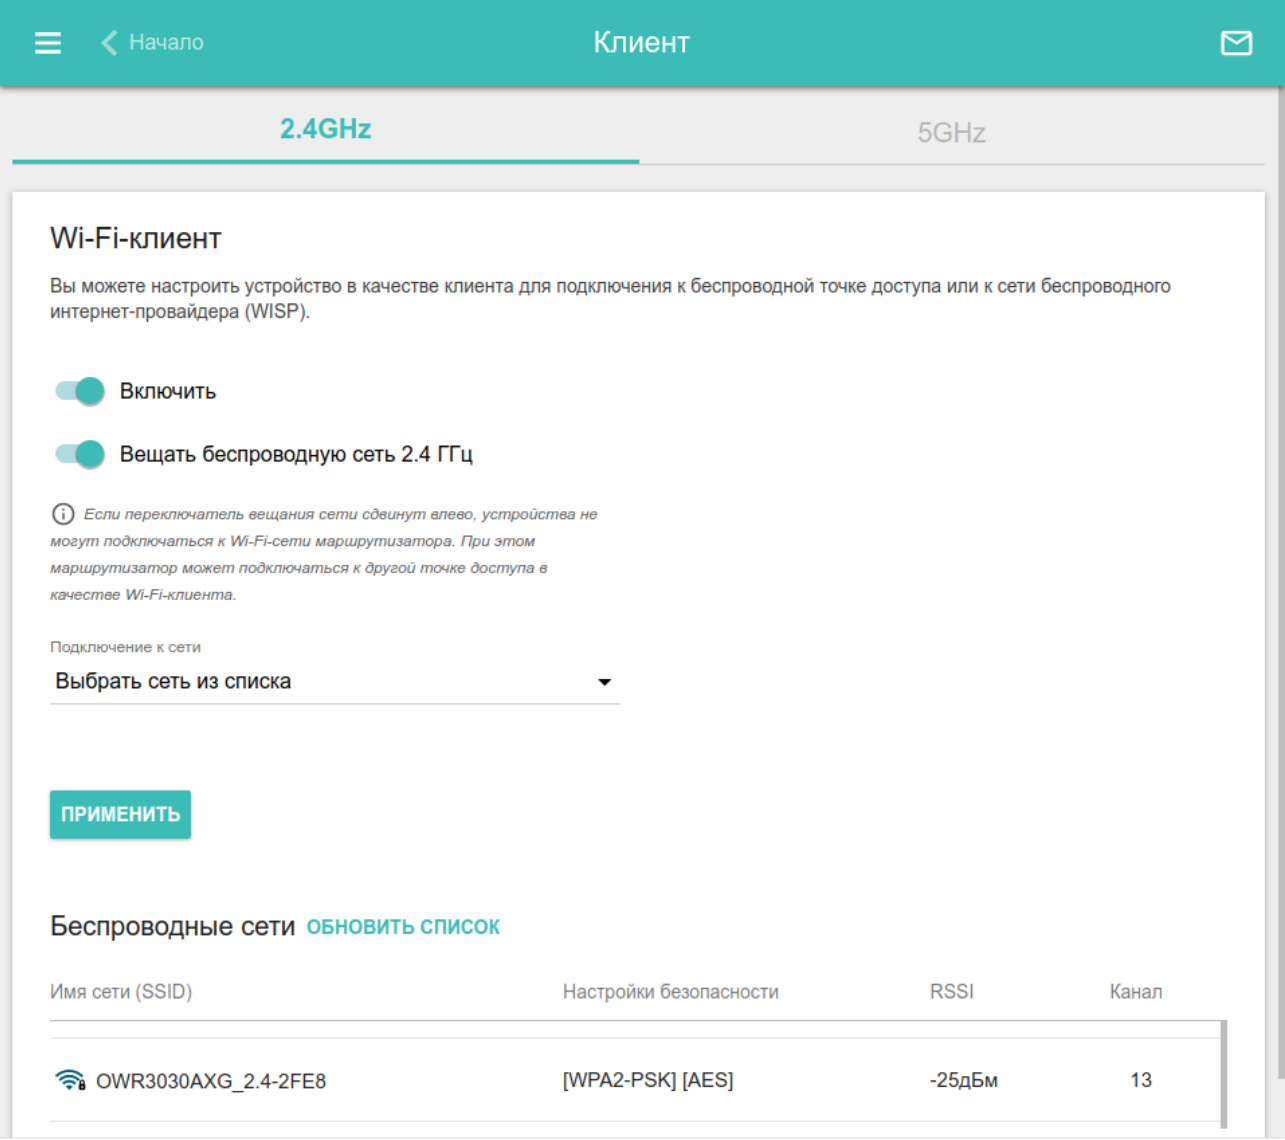 Начало
Клиент
2.4GHz
5GHz
Wi-Fi-клиент
Вы можете настроить устройство в качестве клиента для подключения к беспроводной точке доступа или к сети беспроводного
интернет-провайдера (WISP).
Включить
Вещать беспроводную сеть 2.4 ГГц
Если переключатель вещания сети сдвинут влево, устройства не
могут подключаться к Wi-Fi-сети маршрутизатора. При этом
маршрутизатор может подключаться к другой точке доступа в
качестве Wi-Fi-клиента.
Подключение к сети
Выбрать сеть из списка
ПРИМЕНИТЬ
Беспроводные сети ОБНОВИТЬ СПИСОК
Имя сети (SSID) Настройки безопасности RSSI Канал
OWR3030AXG_2.4-2FE8 [WPA2-PSK] [AES] -25дБм 13